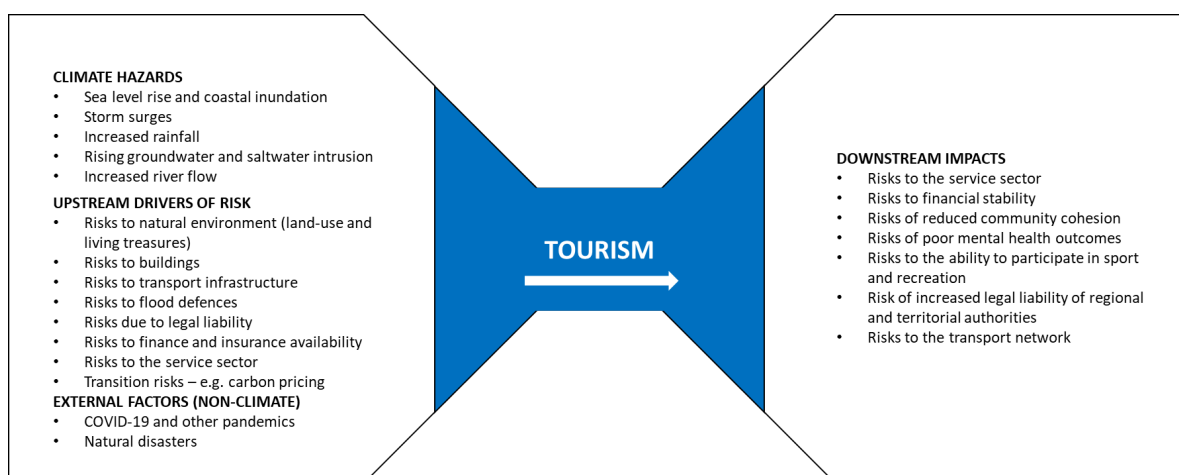 CLIMATE HAZARDS
• Sea level rise and coastal inundation
• Storm surges
• Increased rainfall
• Rising groundwater and saltwater intrusion
• Increased river flow
UPSTREAM DRIVERS OF RISK
• Risks to natural environment (land-use and
living treasures)
• Risks to buildings
• Risks to transport infrastructure
• Risks to flood defences
• Risks due to legal liability
• Risks to finance and insurance availability
• Risks to the service sector
• Transition risks – e.g. carbon pricing
EXTERNAL FACTORS (NON-CLIMATE)
• COVID-19 and other pandemics
• Natural disasters
TOURISM
DOWNSTREAM IMPACTS
• Risks to the service sector
• Risks to financial stability
• Risks of reduced community cohesion
• Risks of poor mental health outcomes
• Risks to the ability to participate in sport
and recreation
• Risk of increased legal liability of regional
and territorial authorities
• Risks to the transport network